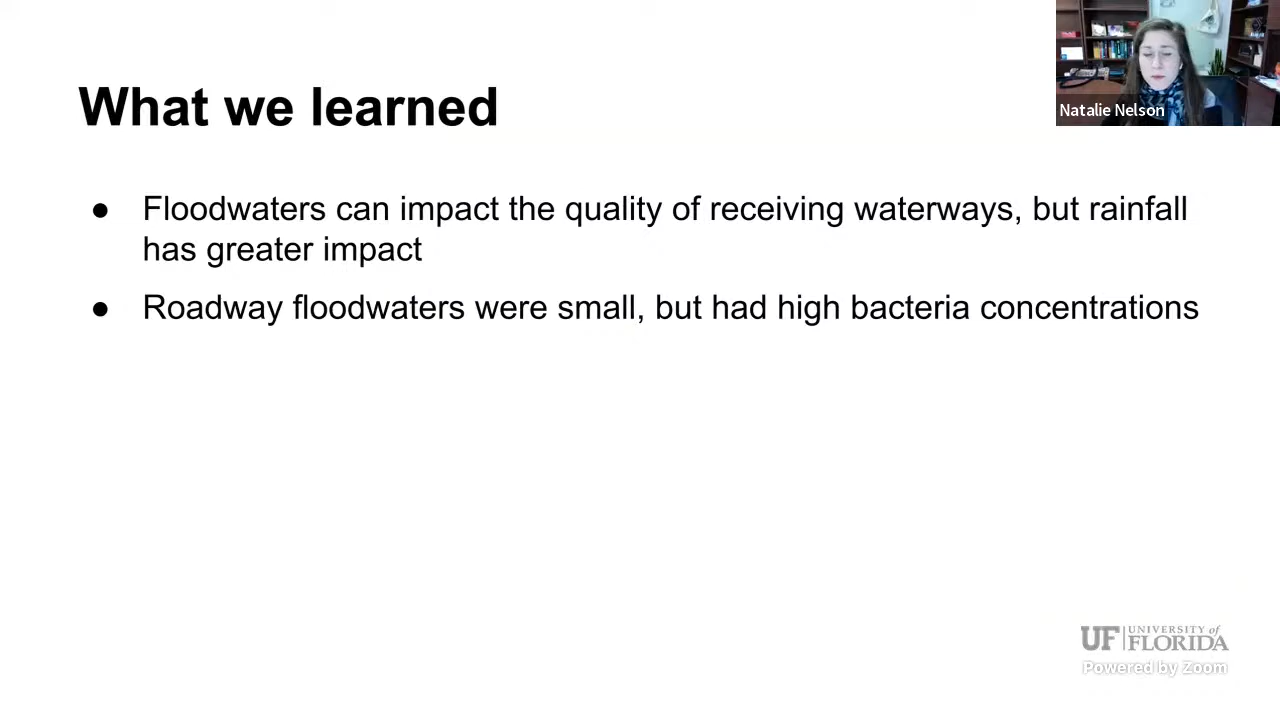 Natalie Nelson
What we learned
● Floodwaters can impact the quality of receiving waterways, but rainfall
has greater impact
● Roadway floodwaters were small, but had high bacteria concentrations
UF UNIVERSITY of
FLORIDA
Powered by Zoom